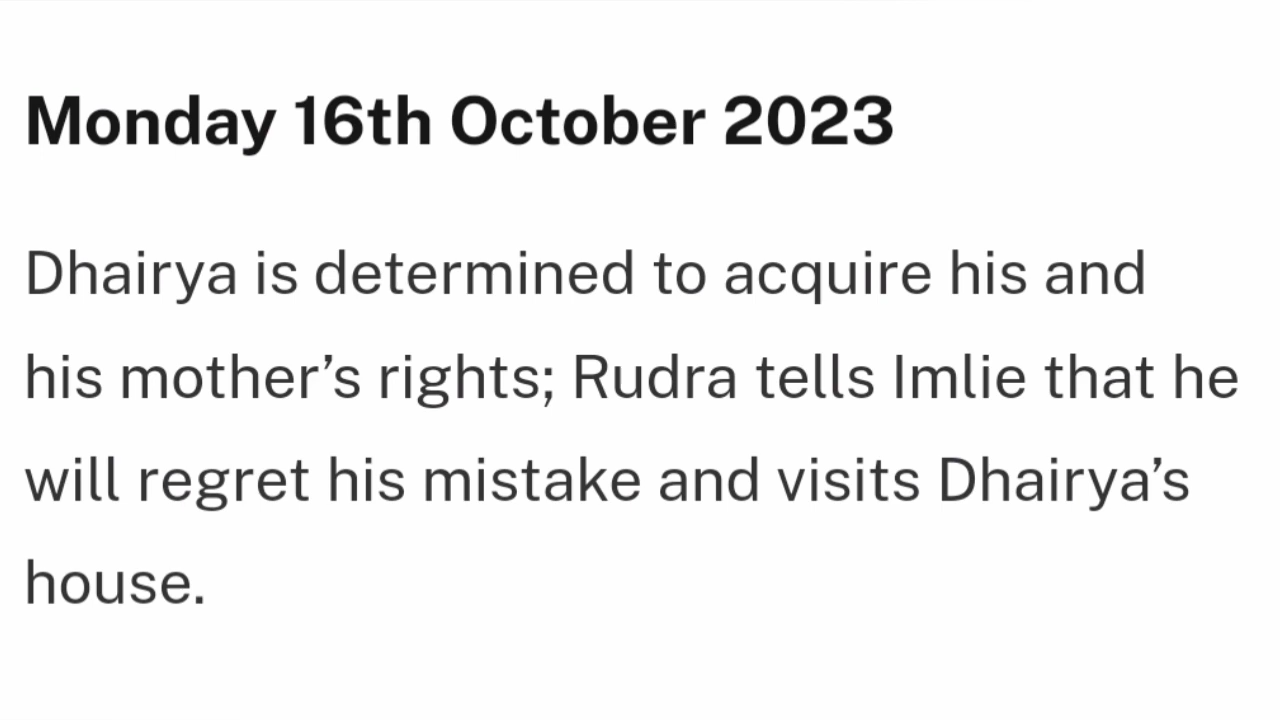 Monday 16th October 2023
Dhairya is determined to acquire his and
his mother’s rights; Rudra tells Imlie that he
will regret his mistake and visits Dhairya’s
house.